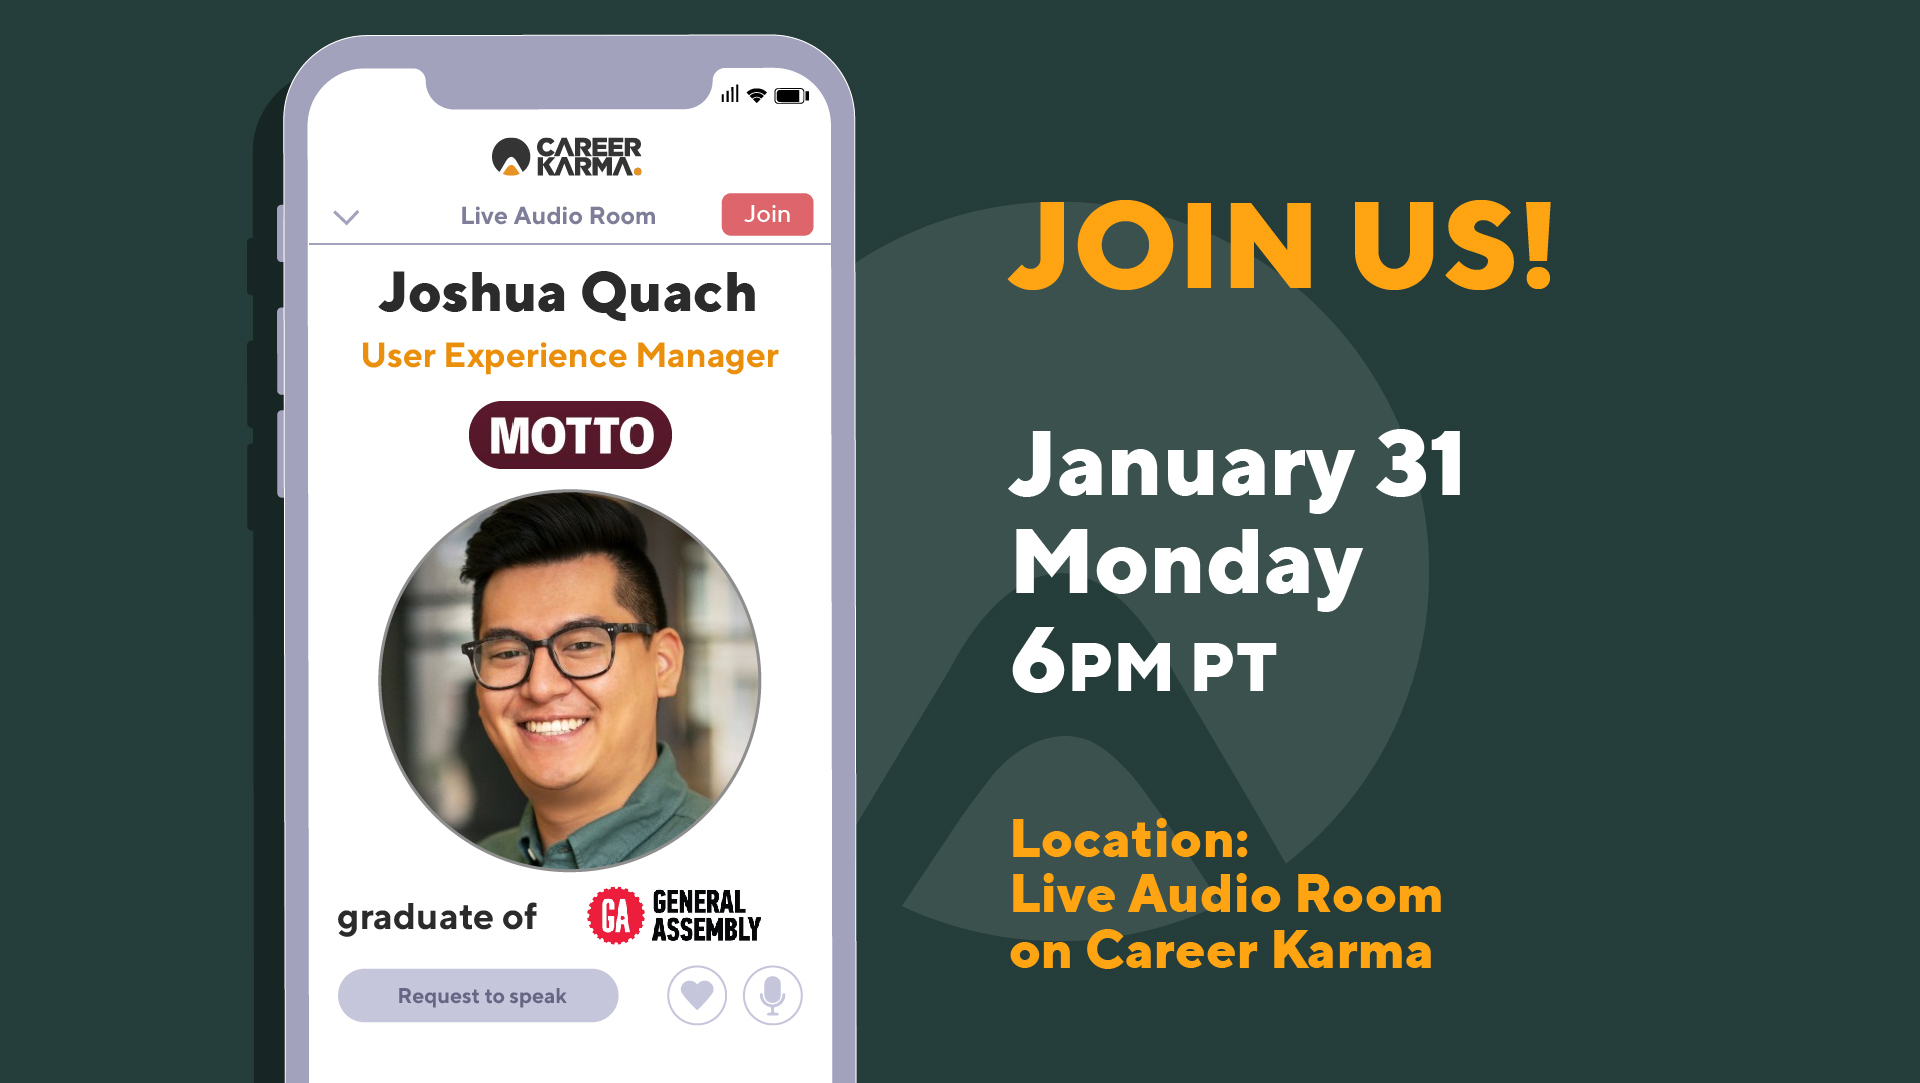 CAREER
KARMA.
Live Audio Room
Join
Joshua Quach
User Experience Manager
MOTTO
graduate of
GA
GENERAL
ASSEMBLY
Request to speak
JOIN US!
January 31
Monday
6PM PT
Location:
Live Audio Room
on Career Karma